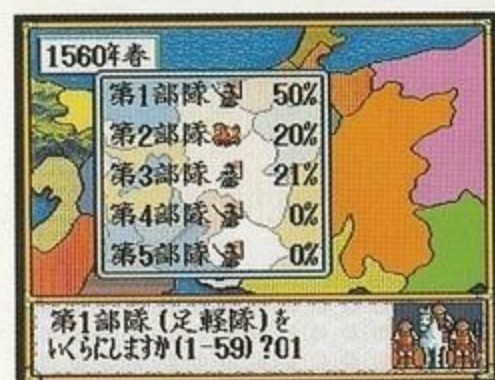 1560年春
第1部隊 50%
第2部隊 20%
第3部隊 21%
第4部隊 0%
第5部隊 0%
第1部隊(足軽隊)を
いくらにしますか(1-59)?01